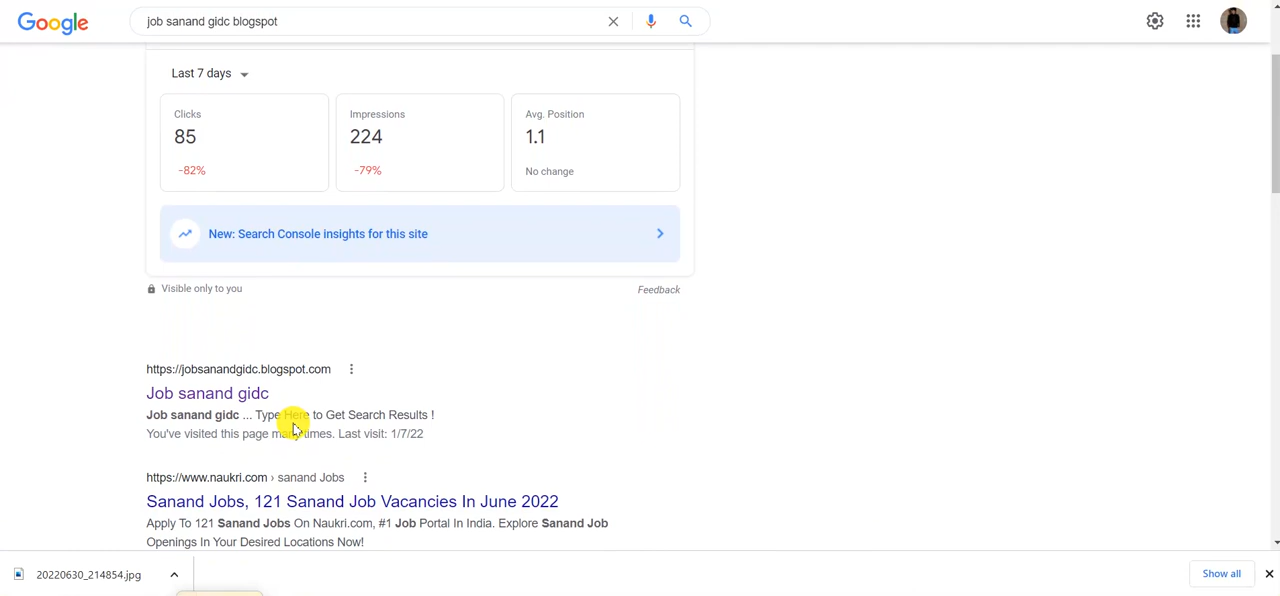 Google
job sanand gidc blogspot
Last 7 days
Clicks
85
-82%
Impressions
224
-79%
Avg. Position
1.1
No change
New: Search Console insights for this site
Visible only to you
Feedback
https://jobsanandgidc.blogspot.com
Job sanand gidc
Job sanand gidc ... Type Here to Get Search Results !
You've visited this page many times. Last visit: 1/7/22
https://www.naukri.com › sanand Jobs
Sanand Jobs, 121 Sanand Job Vacancies In June 2022
Apply To 121 Sanand Jobs On Naukri.com, #1 Job Portal In India. Explore Sanand Job
Openings In Your Desired Locations Now!
20220630_214854.jpg
Show all